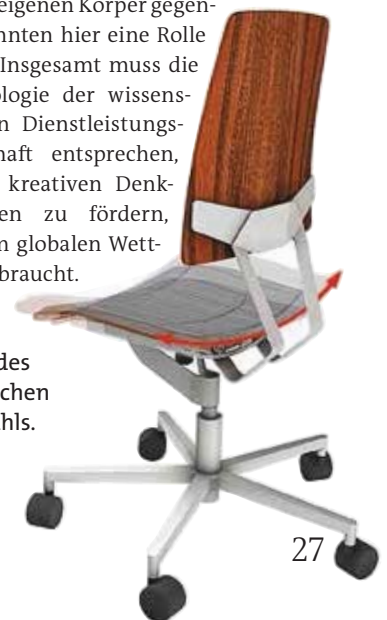 eigenen Körper gegen-
nnten hier eine Rolle
Insgesamt muss die
ologie der wissens-
n Dienstleistungs-
haft entsprechen,
kreativen Denk-
en zu fördern,
m globalen Wett-
braucht.
des
chen
hls.
27